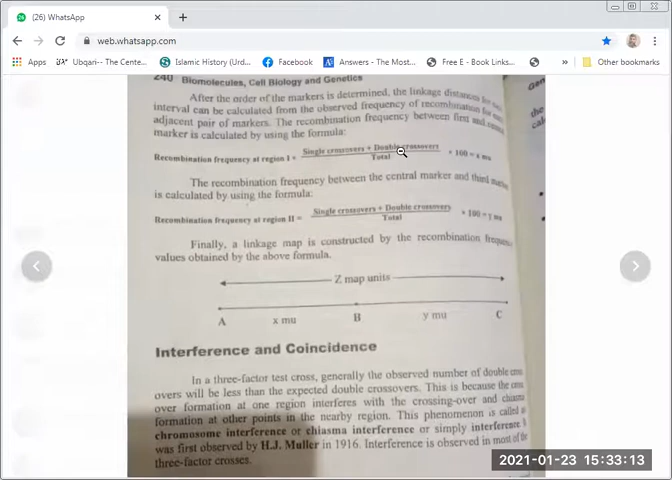 (26) WhatsApp
web.whatsapp.com
Apps
Ubqari-- The Cente...
Islamic History (Urd...
The
Facebook
Answers - The Most...
Free E - Book Links...
»
Other bookmarks
240 Biomolecules, Cell Biology and Genetics
After the order of the markers is determined, the linkage distances for
interval can be calculated from the observed frequency of recombination for
adjacent pair of markers. The recombination frequency between first and
marker is calculated by using the formula:
Recombination frequency at region I = Single crossovers + Double crossovers
Total
× 100 = x mu
The recombination frequency between the central marker and third
is calculated by using the formula:
Recombination frequency at region II = Single crossovers + Double crossovers
Total
× 100 = y mu
Finally, a linkage map is constructed by the recombination
values obtained by the above formula.
Z map units
A x mu B y mu C
Interference and Coincidence
In a three-factor test cross, generally the observed number of double
overs will be less than the expected double crossovers. This is because the
over formation at one region interferes with the crossing-over and
formation at other points in the nearby region. This phenomenon is called
chromosome interference or chiasma interference or simply interference
was first observed by H.J. Muller in 1916. Interference is observed in most of the
three-factor crosses.
Gen
the
2021-01-23 15:33:13